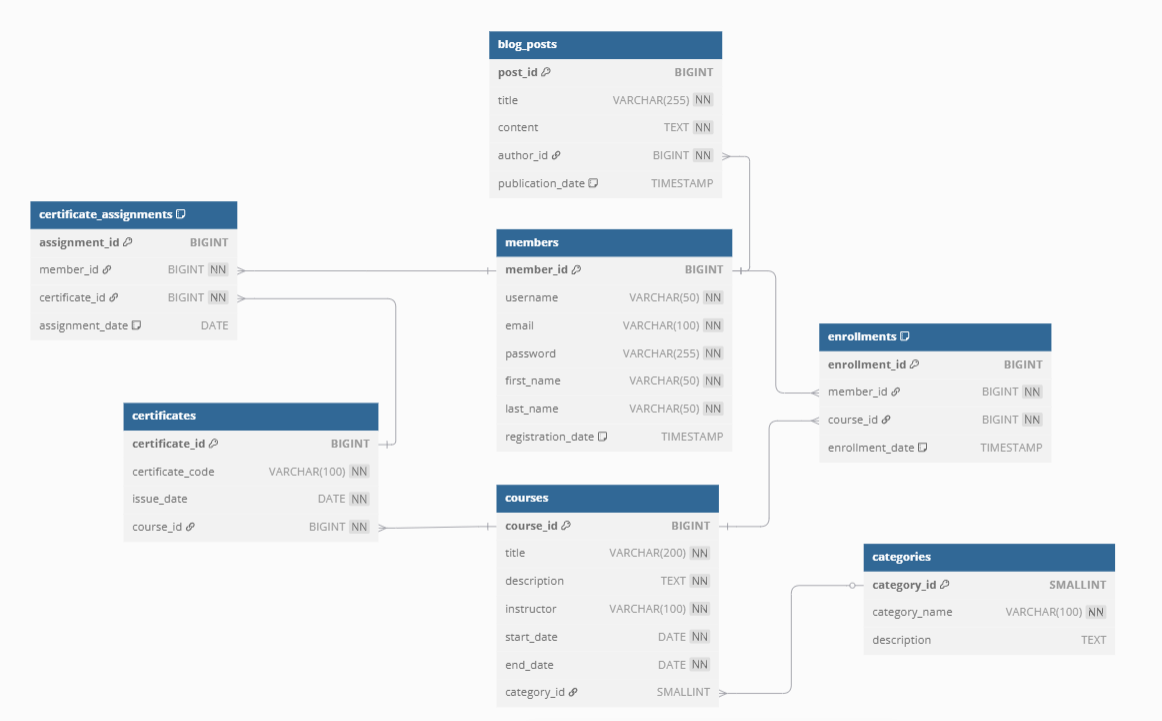 blog_posts
post_id BIGINT
title VARCHAR(255) NN
content TEXT NN
author_id BIGINT NN
publication_date TIMESTAMP
certificate_assignments
assignment_id BIGINT
member_id BIGINT NN
certificate_id BIGINT NN
assignment_date DATE
members
member_id BIGINT
username VARCHAR(50) NN
email VARCHAR(100) NN
password VARCHAR(255) NN
first_name VARCHAR(50) NN
last_name VARCHAR(50) NN
registration_date TIMESTAMP
enrollments
enrollment_id BIGINT
member_id BIGINT NN
course_id BIGINT NN
enrollment_date TIMESTAMP
certificates
certificate_id BIGINT
certificate_code VARCHAR(100) NN
issue_date DATE NN
course_id BIGINT NN
courses
course_id BIGINT
title VARCHAR(200) NN
description TEXT NN
instructor VARCHAR(100) NN
start_date DATE NN
end_date DATE NN
category_id SMALLINT
categories
category_id SMALLINT
category_name VARCHAR(100) NN
description TEXT